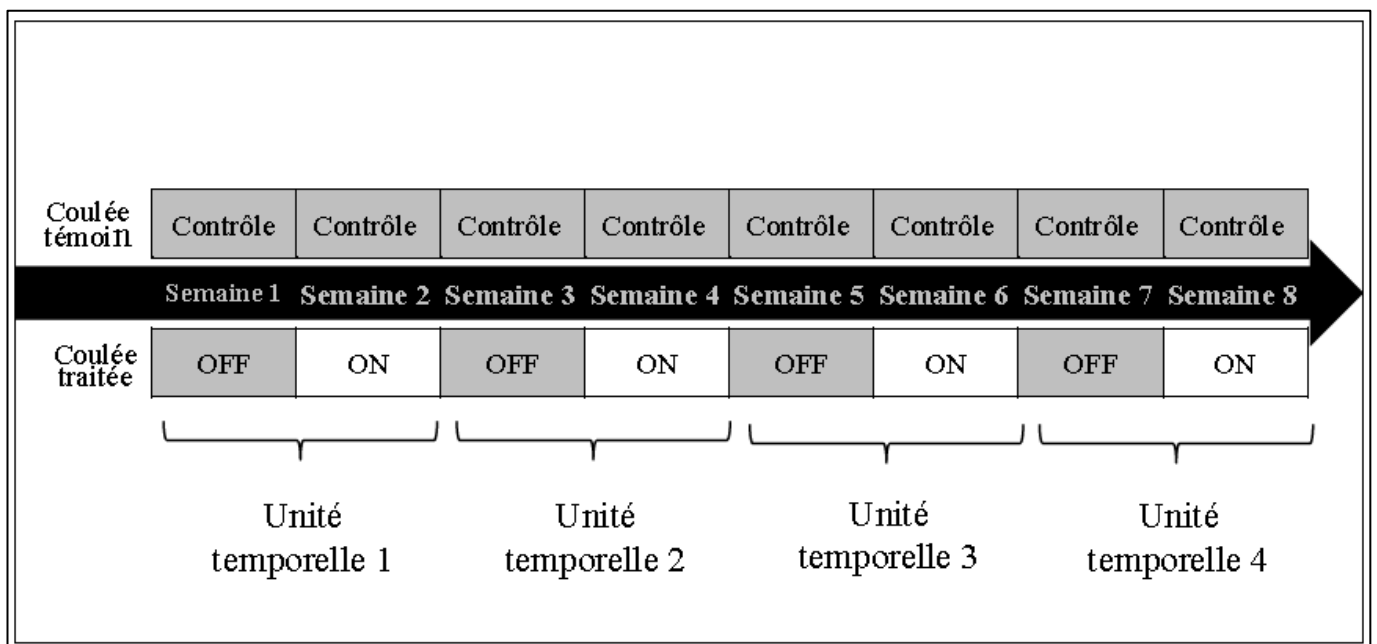 Coulée
témoin
Contrôle Contrôle Contrôle Contrôle Contrôle Contrôle Contrôle Contrôle
Semaine 1 Semaine 2 Semaine 3 Semaine 4 Semaine 5 Semaine 6 Semaine 7 Semaine 8
Coulée
traitée
OFF ON OFF ON OFF ON OFF ON
Unité
temporelle 1
Unité
temporelle 2
Unité
temporelle 3
Unité
temporelle 4